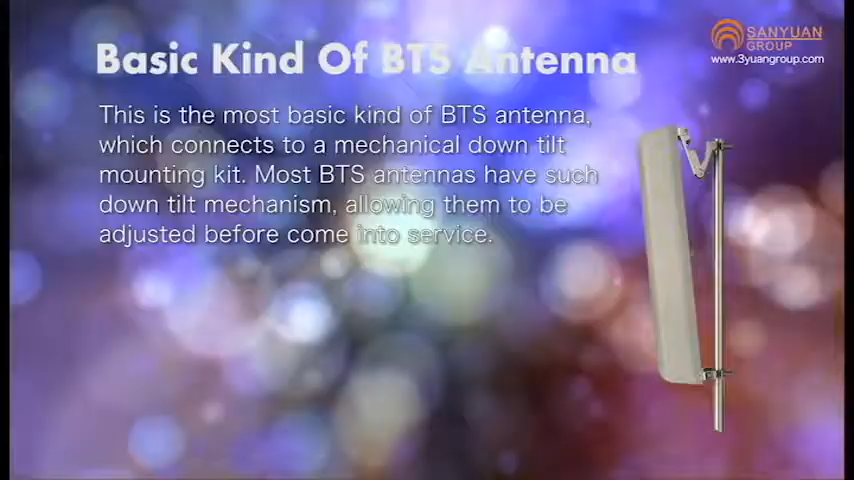 SANYUAN
GROUP
www.3yuangroup.com
Basic Kind Of BTS Antenna
This is the most basic kind of BTS antenna,
which connects to a mechanical down tilt
mounting kit. Most BTS antennas have such
down tilt mechanism, allowing them to be
adjusted before come into service.